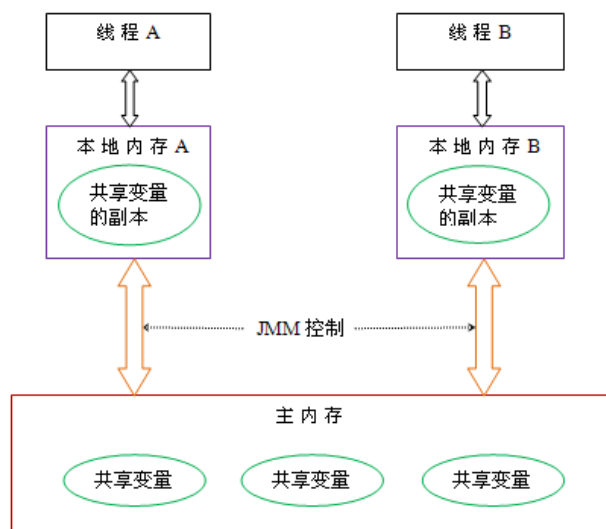 线程 A
线程 B
本地内存 A
本地内存 B
共享变量
的副本
共享变量
的副本
JMM 控制
主内存
共享变量
共享变量
共享变量